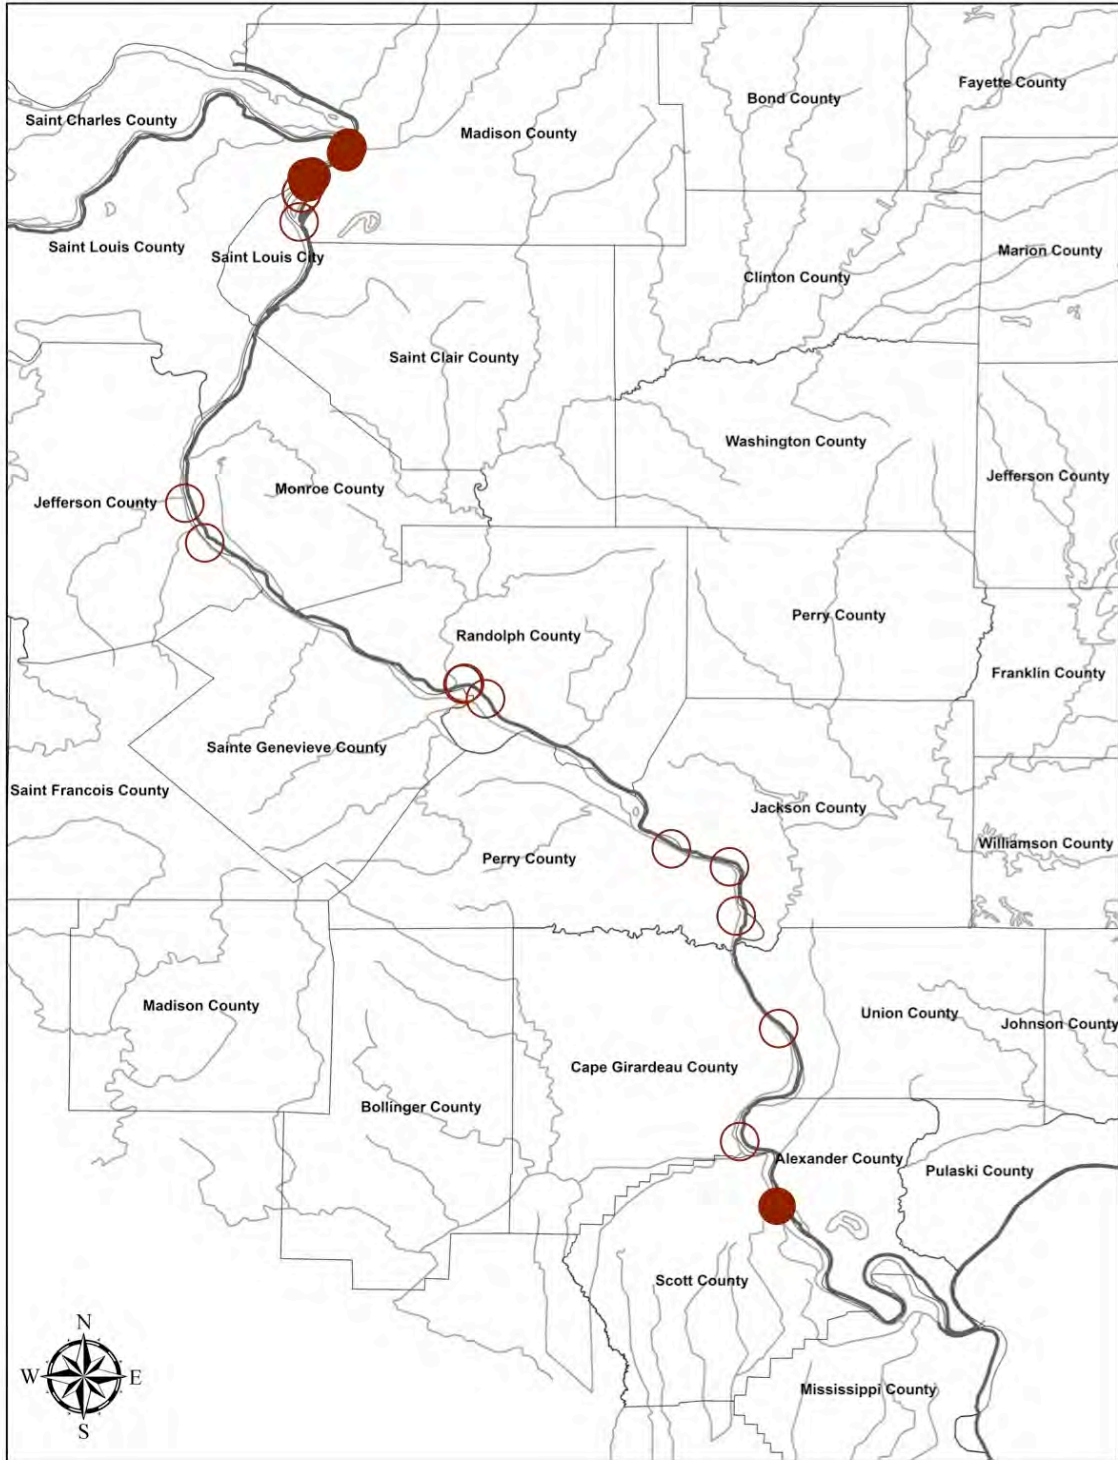 Fayette County
Bond County
Saint Charles County
Madison County
Saint Louis County
Saint Louis City
Marion County
Clinton County
Saint Clair County
Washington County
Jefferson County
Monroe County
Jefferson County
Perry County
Randolph County
Franklin County
Sainte Genevieve County
Saint Francois County
Jackson County
Williamson County
Perry County
Madison County
Union County
Johnson County
Cape Girardeau County
Bollinger County
Alexander County
Pulaski County
Scott County
N
W E
S
Mississippi County